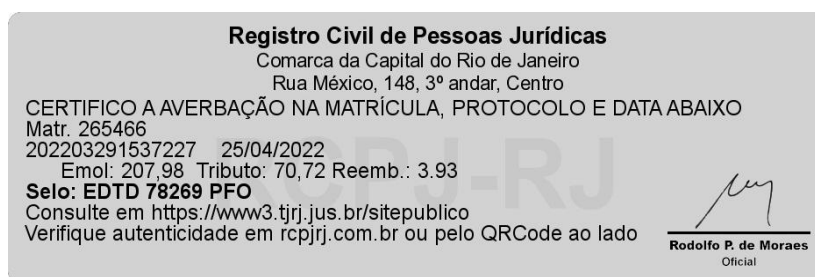 Registro Civil de Pessoas Jurídicas
Comarca da Capital do Rio de Janeiro
Rua México, 148, 3º andar, Centro
CERTIFICO A AVERBAÇÃO NA MATRÍCULA, PROTOCOLO E DATA ABAIXO
Matr. 265466
202203291537227 25/04/2022
Emol: 207,98 Tributo: 70,72 Reemb.: 3.93
Selo: EDTD 78269 PFO
Consulte em https://www3.tjrj.jus.br/sitepublico
Verifique autenticidade em rcpjrj.com.br ou pelo QRCode ao lado
RCPJ-RJ
Rodolfo P. de Moraes
Oficial